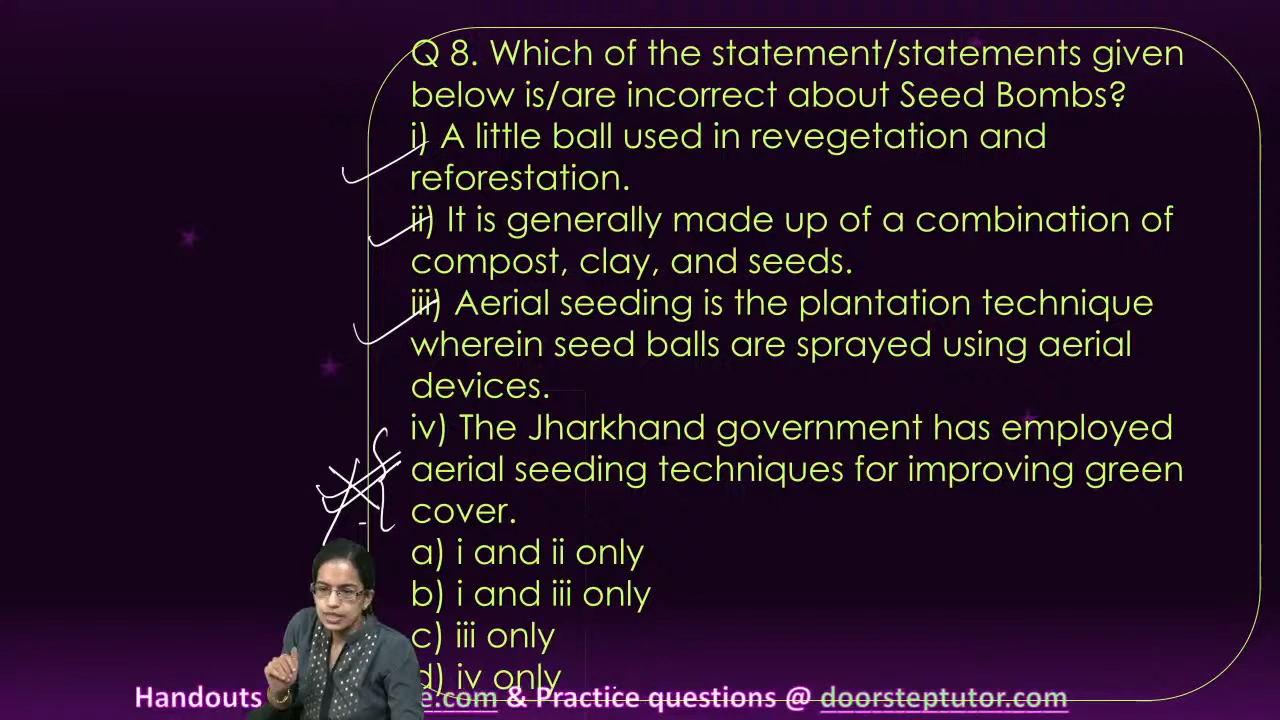 Q 8. Which of the statement/statements given
below is/are incorrect about Seed Bombs?
i) A little ball used in revegetation and
reforestation.
ii) It is generally made up of a combination of
compost, clay, and seeds.
iii) Aerial seeding is the plantation technique
wherein seed balls are sprayed using aerial
devices.
iv) The Jharkhand government has employed
aerial seeding techniques for improving green
cover.
a) i and ii only
b) i and iii only
c) iii only
d) iv only
Handouts e.com & Practice questions @ doorsteptutor.com